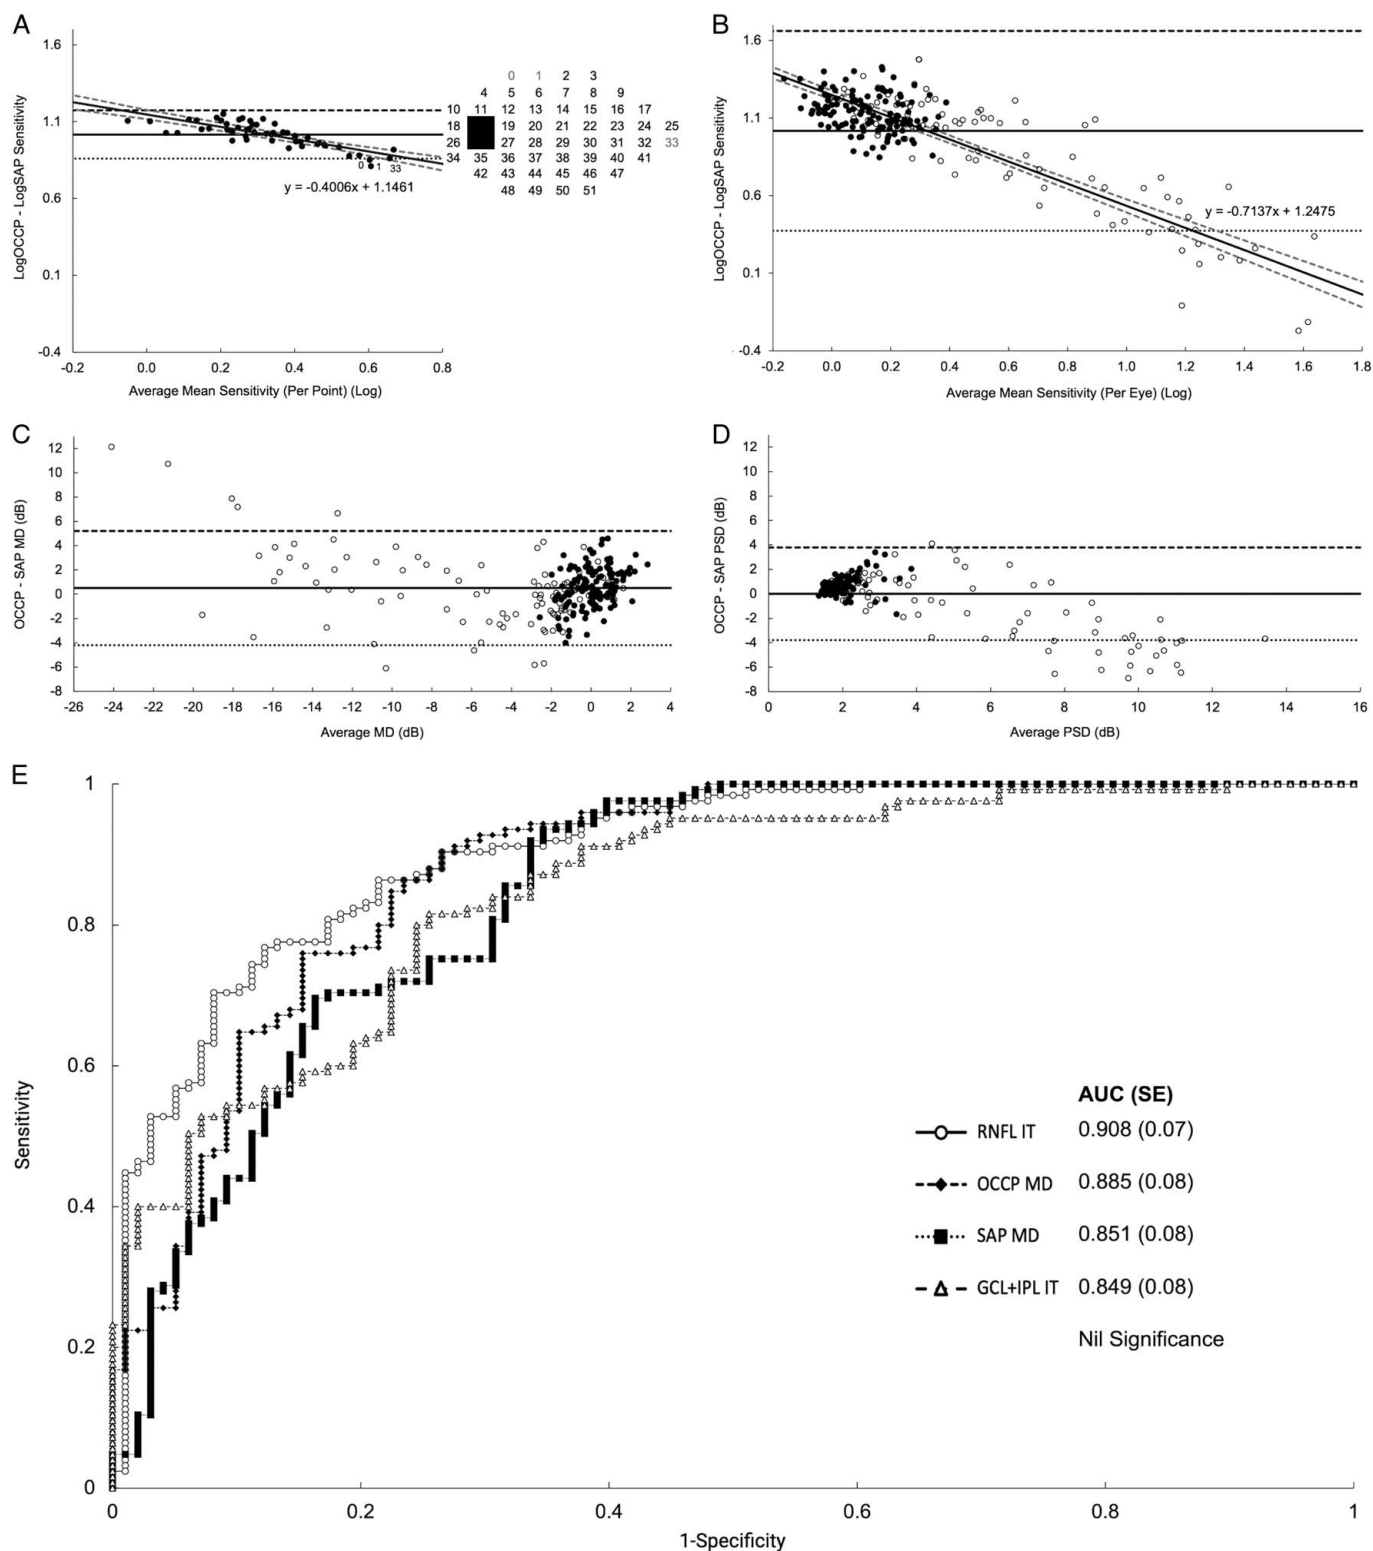 A
LogOCCP - LogSAP Sensitivity
1.6
1.1
0.6
0.1
-0.4
-0.2 0.0 0.2 0.4 0.6 0.8
Average Mean Sensitivity (Per Point) (Log)
y = -0.4006x + 1.1461
0 1 33
0 1 2 3
4 5 6 7 8 9
10 11 12 13 14 15 16 17
18 19 20 21 22 23 24 25
26 27 28 29 30 31 32 33
34 35 36 37 38 39 40 41
42 43 44 45 46 47
48 49 50 51
B
LogOCCP - LogSAP Sensitivity
1.6
1.1
0.6
0.1
-0.4
-0.2 0.0 0.2 0.4 0.6 0.8 1.0 1.2 1.4 1.6 1.8
Average Mean Sensitivity (Per Eye) (Log)
y = -0.7137x + 1.2475
C
OCCP - SAP MD (dB)
12
10
8
6
4
2
0
-2
-4
-6
-8
-26 -24 -22 -20 -18 -16 -14 -12 -10 -8 -6 -4 -2 0 2 4
Average MD (dB)
D
OCCP - SAP PSD (dB)
12
10
8
6
4
2
0
-2
-4
-6
-8
0 2 4 6 8 10 12 14 16
Average PSD (dB)
E
Sensitivity
1
0.8
0.6
0.4
0.2
0
0 0.2 0.4 0.6 0.8 1
1-Specificity
AUC (SE)
RNFL IT 0.908 (0.07)
OCCP MD 0.885 (0.08)
SAP MD 0.851 (0.08)
GCL+IPL IT 0.849 (0.08)
Nil Significance